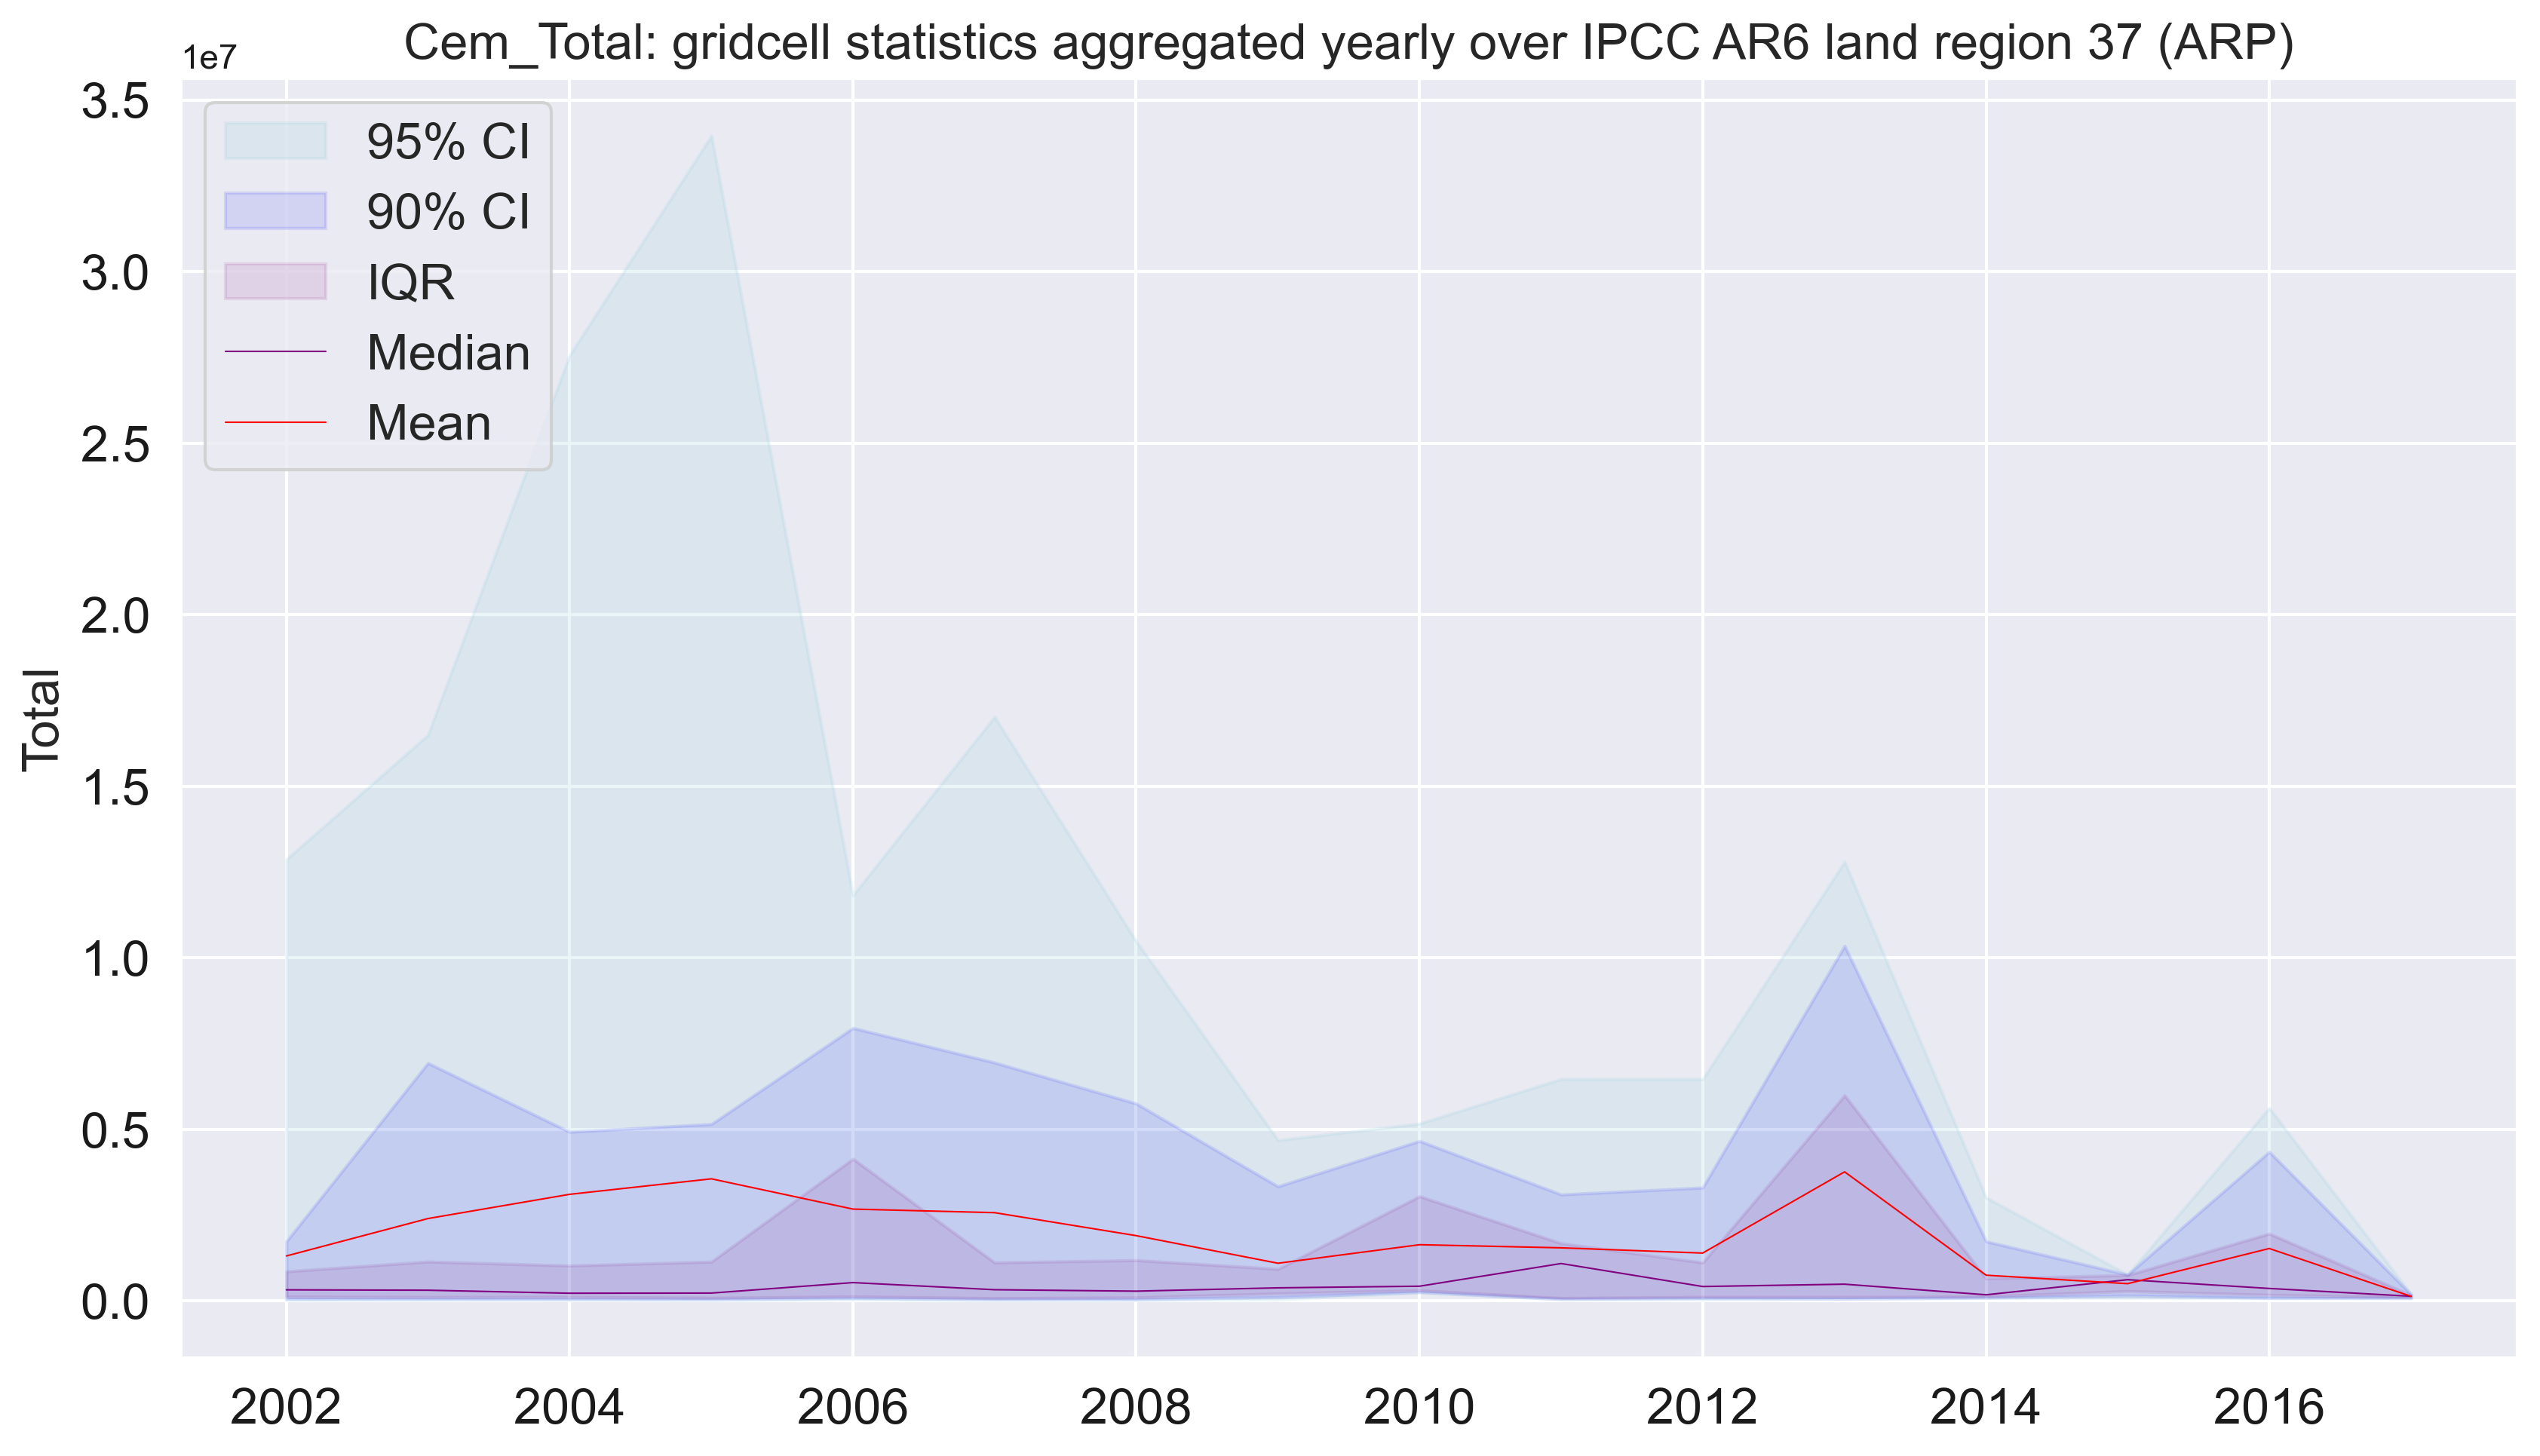 Cem_Total: gridcell statistics aggregated yearly over IPCC AR6 land region 37 (ARP)
1e7
3.5
3.0
2.5
2.0
1.5
1.0
0.5
0.0
Total
95% CI
90% CI
IQR
Median
Mean
2002 2004 2006 2008 2010 2012 2014 2016